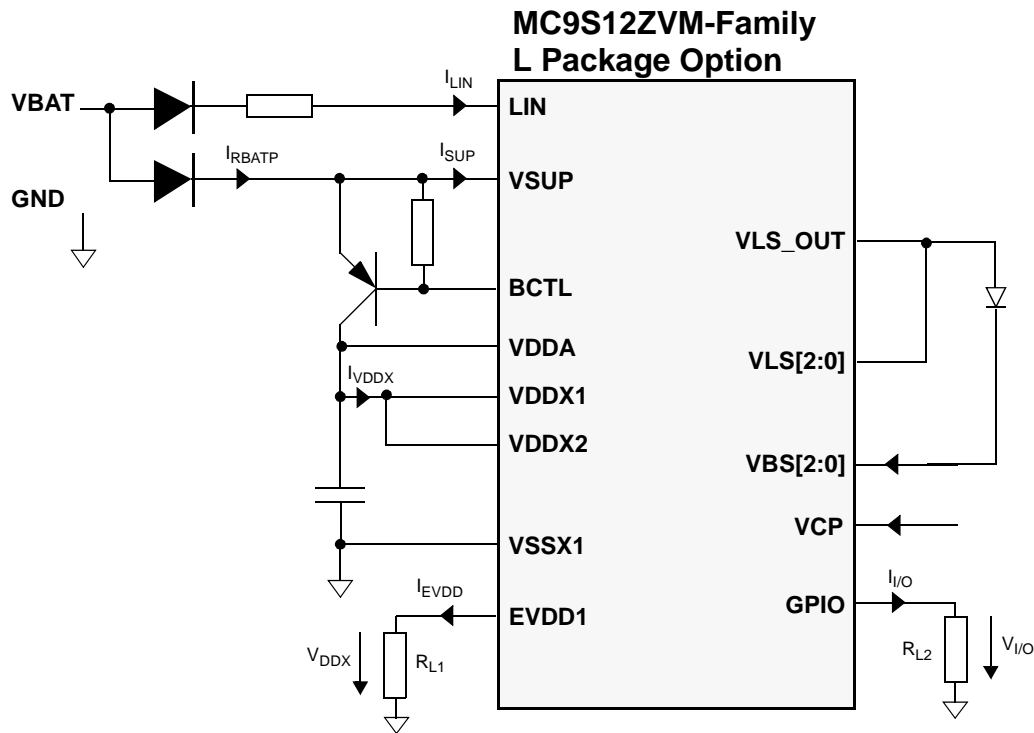 MC9S12ZVM-Family
L Package Option
VBAT
I_LIN
LIN
I_RBATP
I_SUP
VSUP
GND
VLS_OUT
BCTL
VDDA
VLS[2:0]
I_VDDX
VDDX1
VDDX2
VBS[2:0]
VCP
VSSX1
I_EVDD
I_I/O
EVDD1
GPIO
V_DDX
R_L1
R_L2
V_I/O